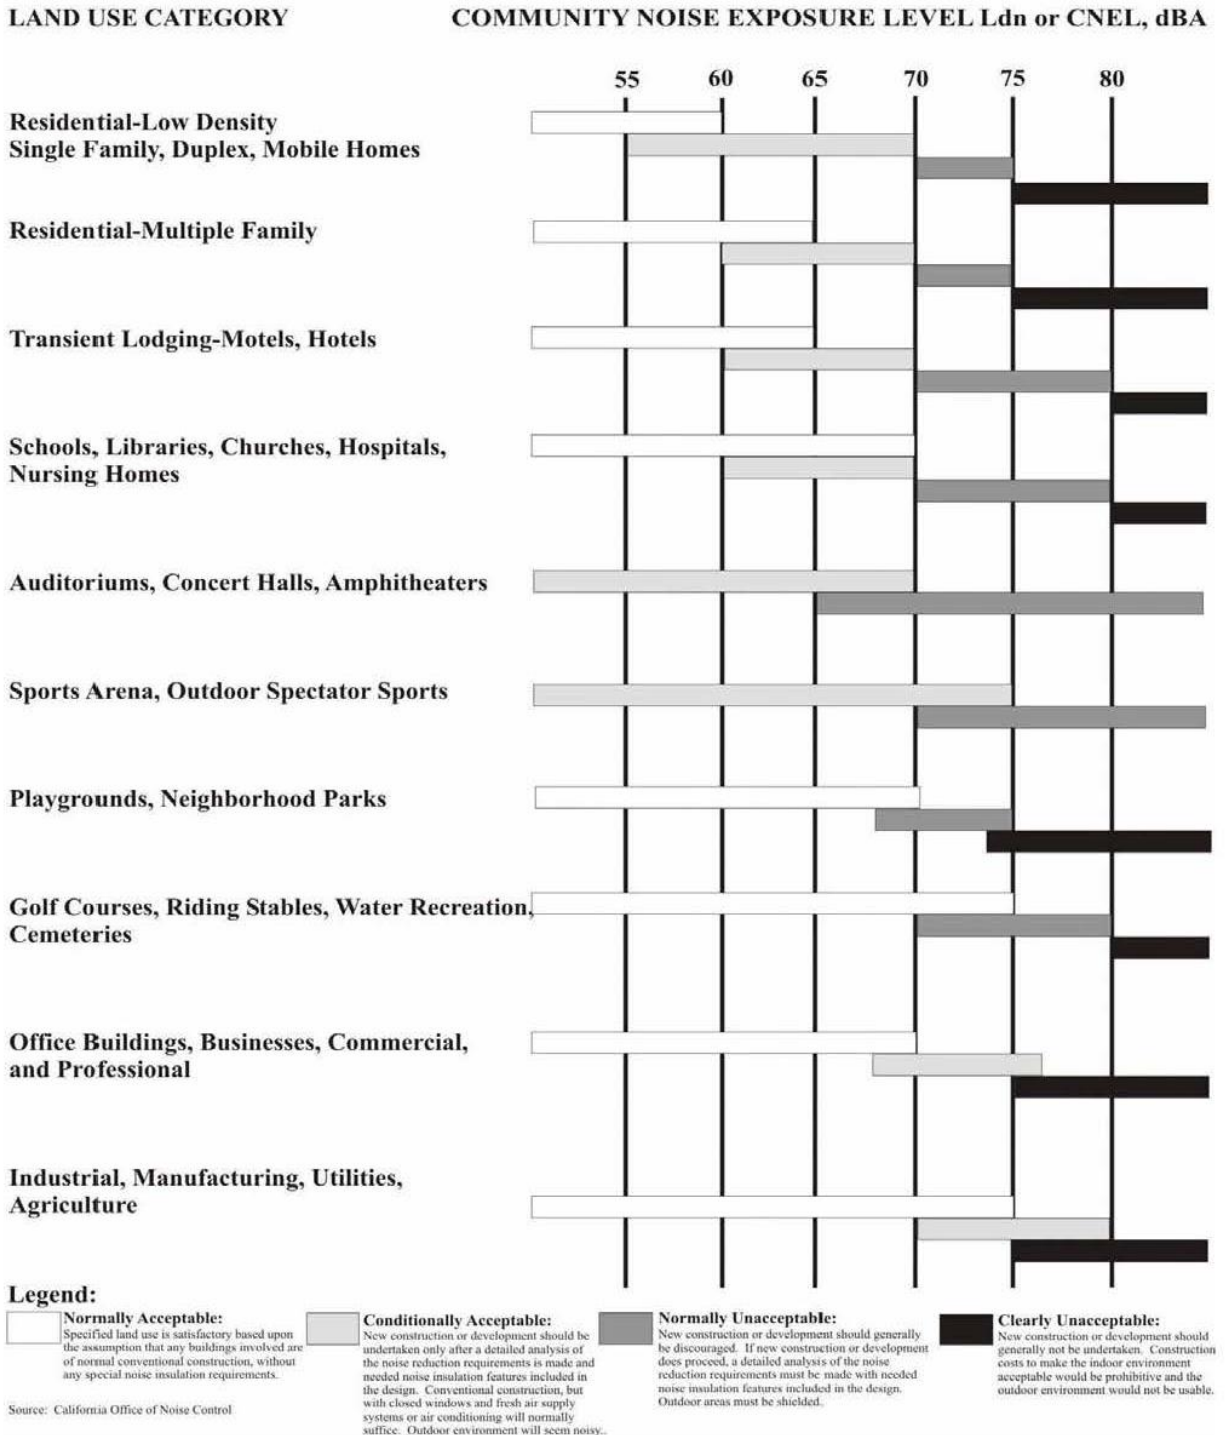 LAND USE CATEGORY
COMMUNITY NOISE EXPOSURE LEVEL Ldn or CNEL, dBA
55 60 65 70 75 80
Residential-Low Density
Single Family, Duplex, Mobile Homes
Residential-Multiple Family
Transient Lodging-Motels, Hotels
Schools, Libraries, Churches, Hospitals,
Nursing Homes
Auditoriums, Concert Halls, Amphitheaters
Sports Arena, Outdoor Spectator Sports
Playgrounds, Neighborhood Parks
Golf Courses, Riding Stables, Water Recreation,
Cemeteries
Office Buildings, Businesses, Commercial,
and Professional
Industrial, Manufacturing, Utilities,
Agriculture
Legend:
Normally Acceptable:
Specified land use is satisfactory based upon
the assumption that any buildings involved are
of normal conventional construction, without
any special noise insulation requirements.
Conditionally Acceptable:
New construction or development should be
undertaken only after a detailed analysis of
the noise reduction requirements is made and
needed noise insulation features included in
the design. Conventional construction, but
with closed windows and fresh air supply
systems or air conditioning will normally
suffice. Outdoor environment will seem noisy..
Normally Unacceptable:
New construction or development should generally
be discouraged. If new construction or development
does proceed, a detailed analysis of the noise
reduction requirements must be made with needed
noise insulation features included in the design.
Outdoor areas must be shielded.
Clearly Unacceptable:
New construction or development should
generally not be undertaken. Construction
costs to make the indoor environment
acceptable would be prohibitive and the
outdoor environment would not be usable.
Source: California Office of Noise Control